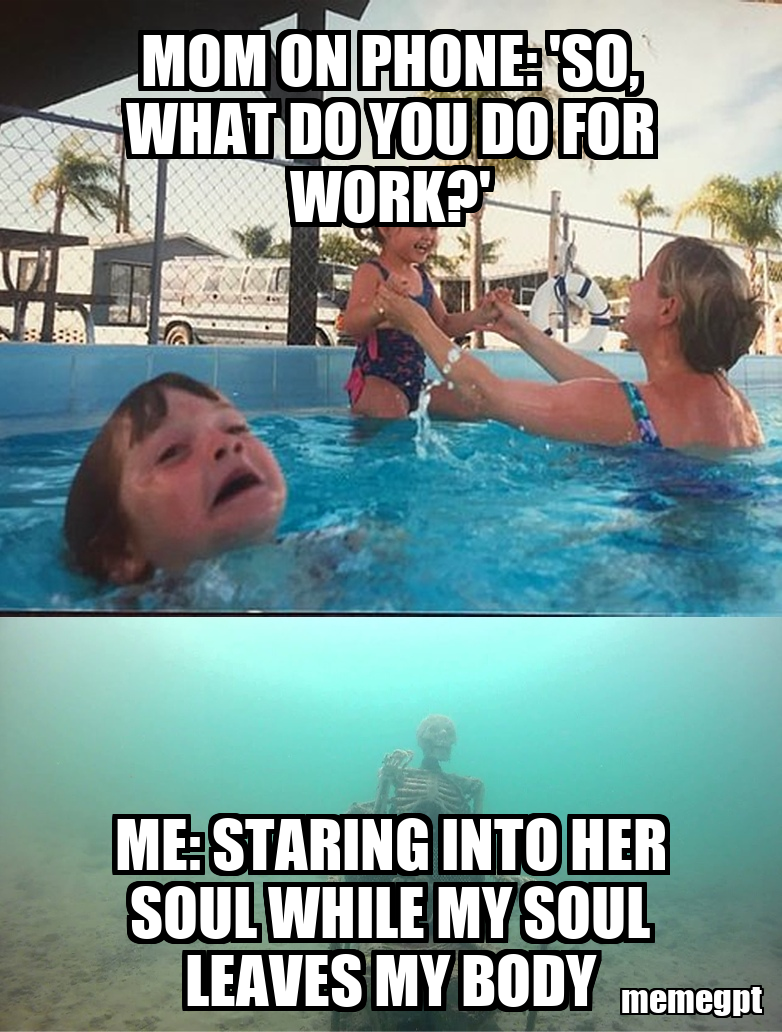 MOM ON PHONE: 'SO,
WHAT DO YOU DO FOR
WORK?'
ME: STARING INTO HER
SOUL WHILE MY SOUL
LEAVES MY BODY
memegpt